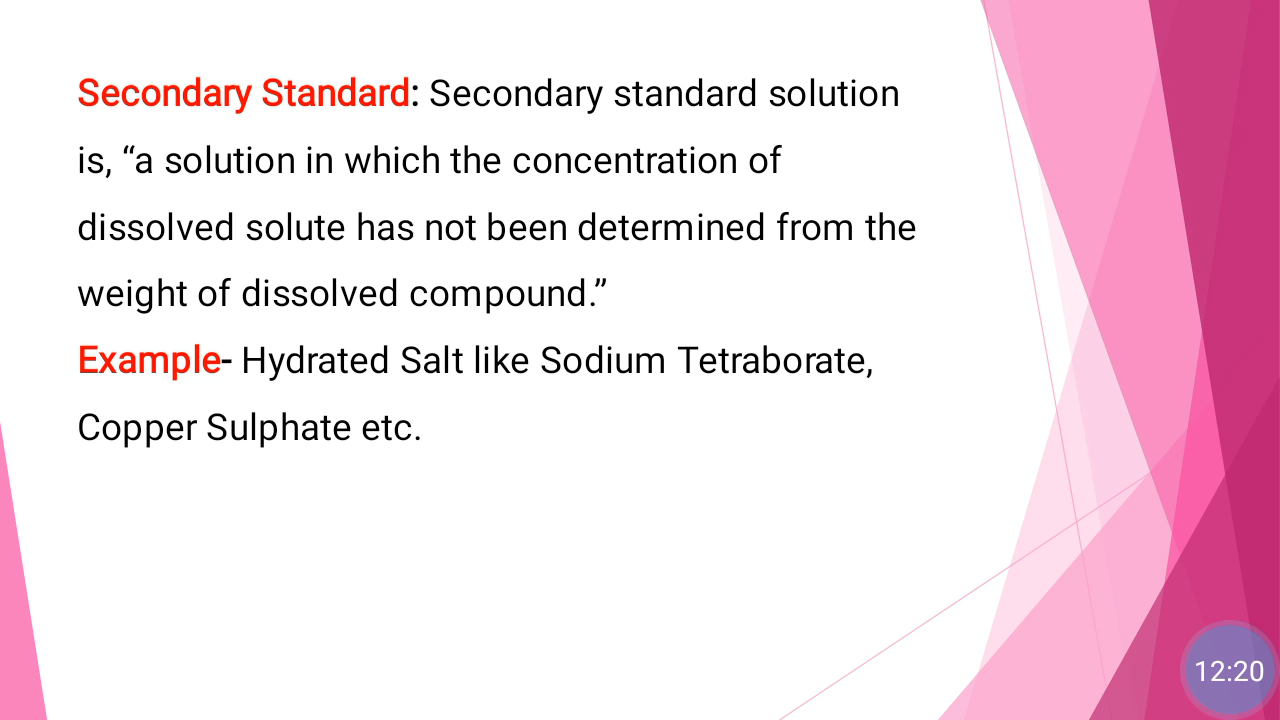 Secondary Standard: Secondary standard solution
is, “a solution in which the concentration of
dissolved solute has not been determined from the
weight of dissolved compound.”
Example- Hydrated Salt like Sodium Tetraborate,
Copper Sulphate etc.
12:20